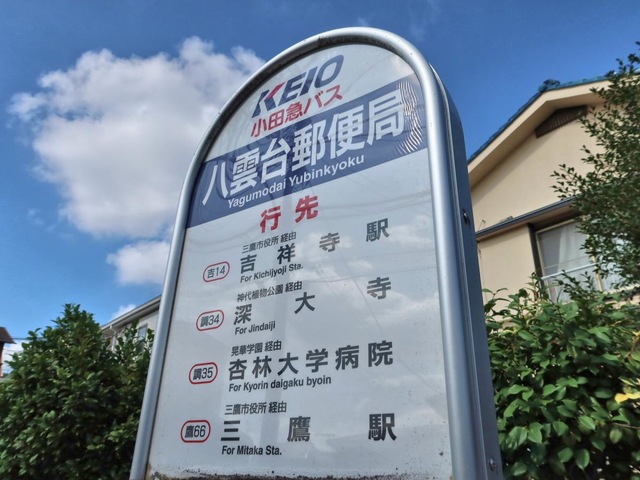 KEIO
小田急バス
八雲台郵便局
Yagumodai Yubinkyoku
行先
三鷹市役所 経由
吉14 吉祥寺駅
For Kichijyoji Sta.
神代植物公園 経由
調34 深大寺
For Jindaiji
晃華学園 経由
調35 杏林大学病院
For Kyorin daigaku byoin
三鷹市役所 経由
鷹66 三鷹駅
For Mitaka Sta.